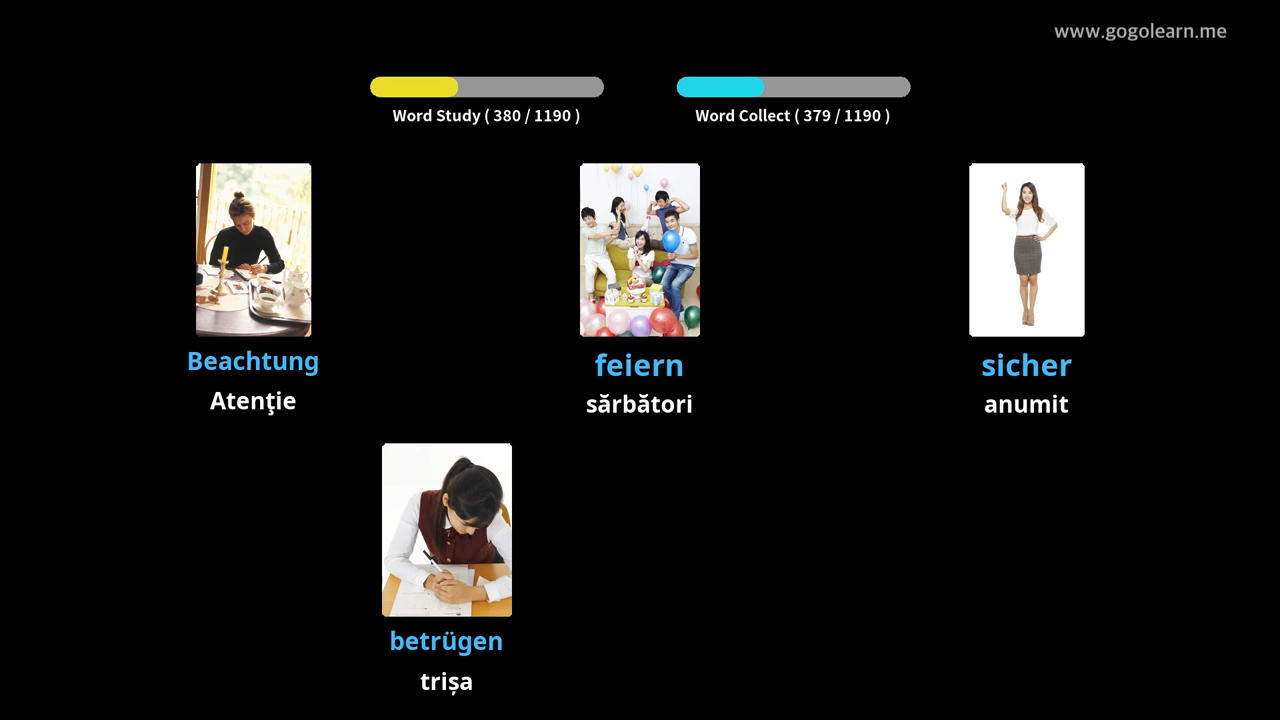 www.gogolearn.me
Word Study ( 380 / 1190 )
Word Collect ( 379 / 1190 )
Beachtung
Atenţie
feiern
sărbători
sicher
anumit
betrügen
trișa